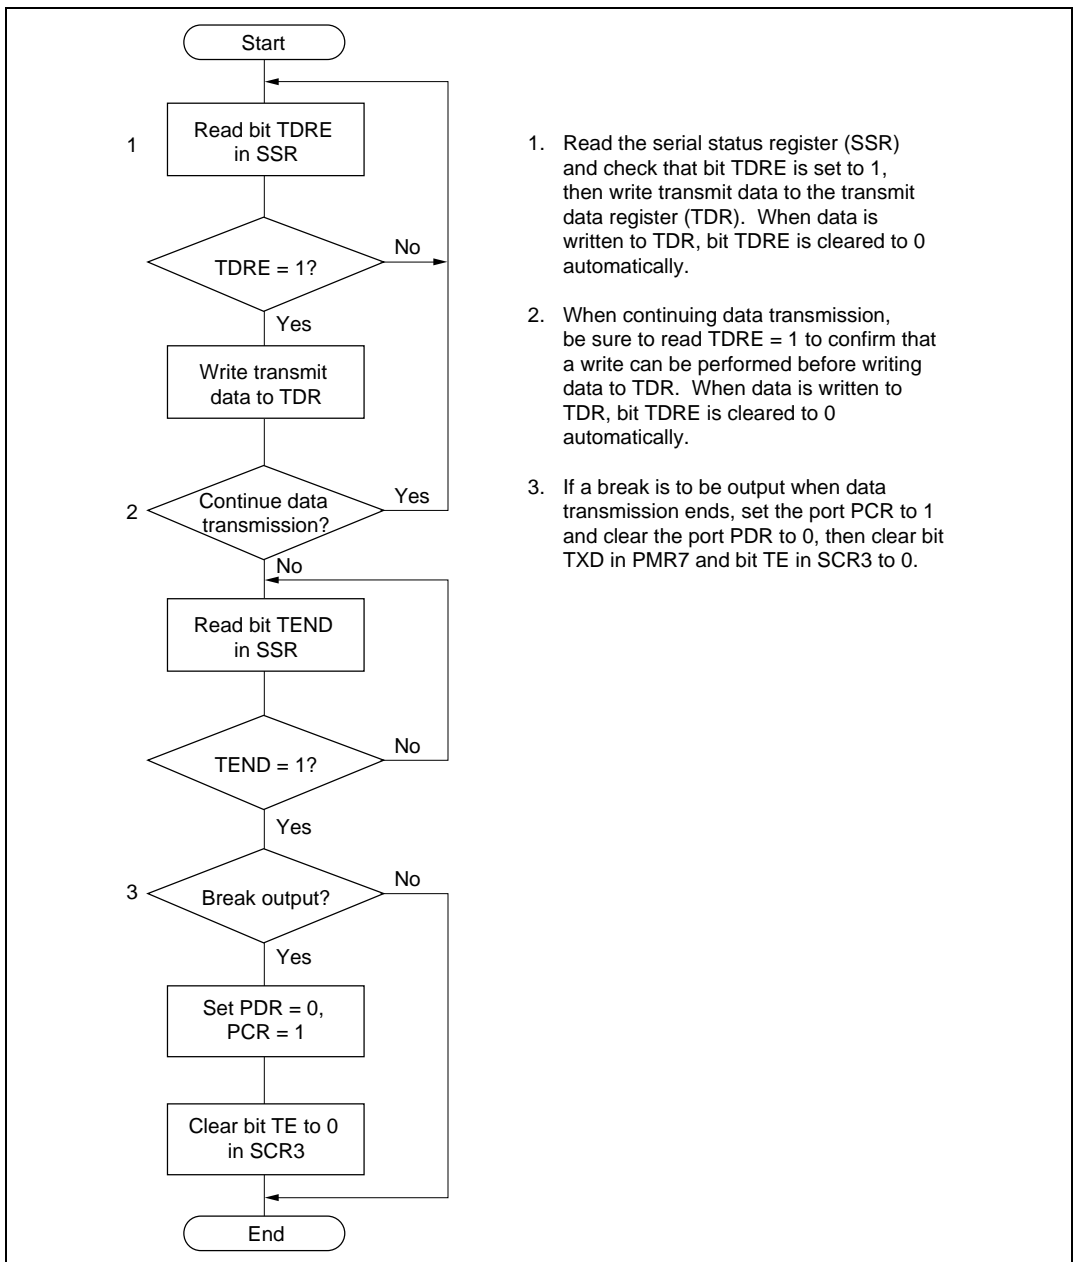 Start
1
Read bit TDRE
in SSR
TDRE = 1?
No
Yes
Write transmit
data to TDR
2
Continue data
transmission?
Yes
No
Read bit TEND
in SSR
TEND = 1?
No
Yes
3
Break output?
No
Yes
Set PDR = 0,
PCR = 1
Clear bit TE to 0
in SCR3
End
1. Read the serial status register (SSR)
and check that bit TDRE is set to 1,
then write transmit data to the transmit
data register (TDR). When data is
written to TDR, bit TDRE is cleared to 0
automatically.
2. When continuing data transmission,
be sure to read TDRE = 1 to confirm that
a write can be performed before writing
data to TDR. When data is written to
TDR, bit TDRE is cleared to 0
automatically.
3. If a break is to be output when data
transmission ends, set the port PCR to 1
and clear the port PDR to 0, then clear bit
TXD in PMR7 and bit TE in SCR3 to 0.